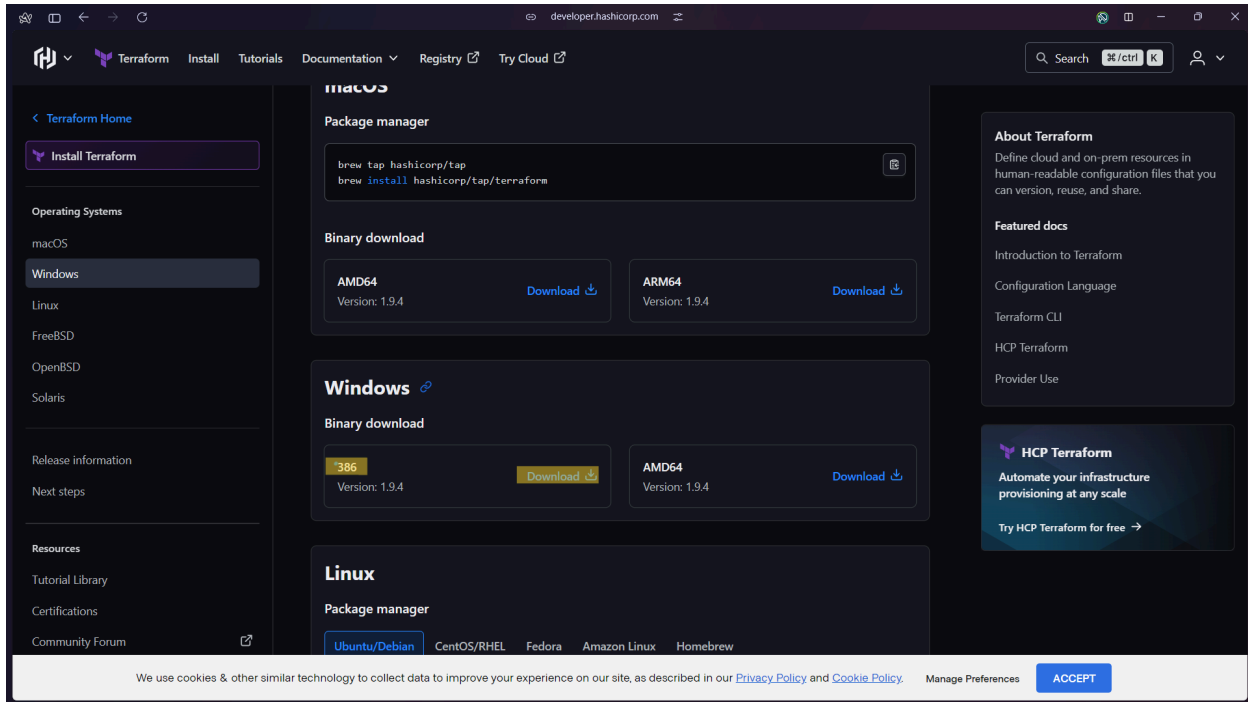 developer.hashicorp.com
Terraform Install Tutorials Documentation Registry Try Cloud Search ⌘/ctrl K
Terraform Home
Install Terraform
Operating Systems
macOS
Windows
Linux
FreeBSD
OpenBSD
Solaris
Release information
Next steps
Resources
Tutorial Library
Certifications
Community Forum
macOS
Package manager
brew tap hashicorp/tap
brew install hashicorp/tap/terraform
Binary download
AMD64
Version: 1.9.4
Download
ARM64
Version: 1.9.4
Download
Windows
Binary download
386
Version: 1.9.4
Download
AMD64
Version: 1.9.4
Download
Linux
Package manager
Ubuntu/Debian CentOS/RHEL Fedora Amazon Linux Homebrew
About Terraform
Define cloud and on-prem resources in
human-readable configuration files that you
can version, reuse, and share.
Featured docs
Introduction to Terraform
Configuration Language
Terraform CLI
HCP Terraform
Provider Use
HCP Terraform
Automate your infrastructure
provisioning at any scale
Try HCP Terraform for free →
We use cookies & other similar technology to collect data to improve your experience on our site, as described in our Privacy Policy and Cookie Policy. Manage Preferences ACCEPT